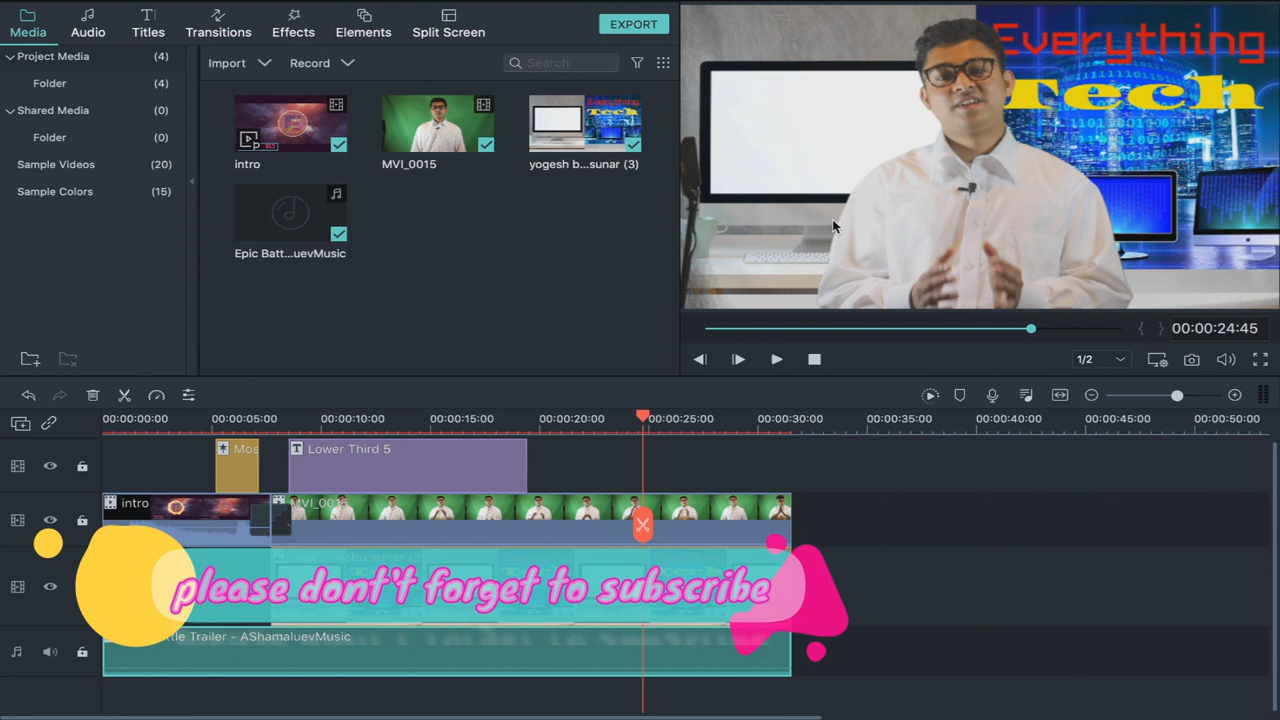 Media
Audio
Titles
Transitions
Effects
Elements
Split Screen
EXPORT
Project Media (4)
Folder (4)
Shared Media (0)
Folder (0)
Sample Videos (20)
Sample Colors (15)
Import
Record
Search
intro
MVI_0015
yogesh b...sunar (3)
Epic Batt...uevMusic
Everything
Tech
00:00:24:45
1/2
00:00:00:00 00:00:05:00 00:00:10:00 00:00:15:00 00:00:20:00 00:00:25:00 00:00:30:00 00:00:35:00 00:00:40:00 00:00:45:00 00:00:50:00
Mos
Lower Third 5
intro
MVI_0015
please dont't forget to subscribe
ttle Trailer - AShamaluevMusic